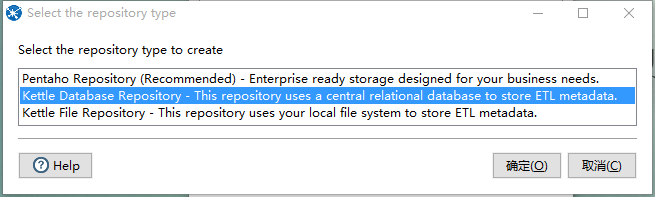 Select the repository type
Select the repository type to create
Pentaho Repository (Recommended) - Enterprise ready storage designed for your business needs.
Kettle Database Repository - This repository uses a central relational database to store ETL metadata.
Kettle File Repository - This repository uses your local file system to store ETL metadata.
Help 确定(O) 取消(C)